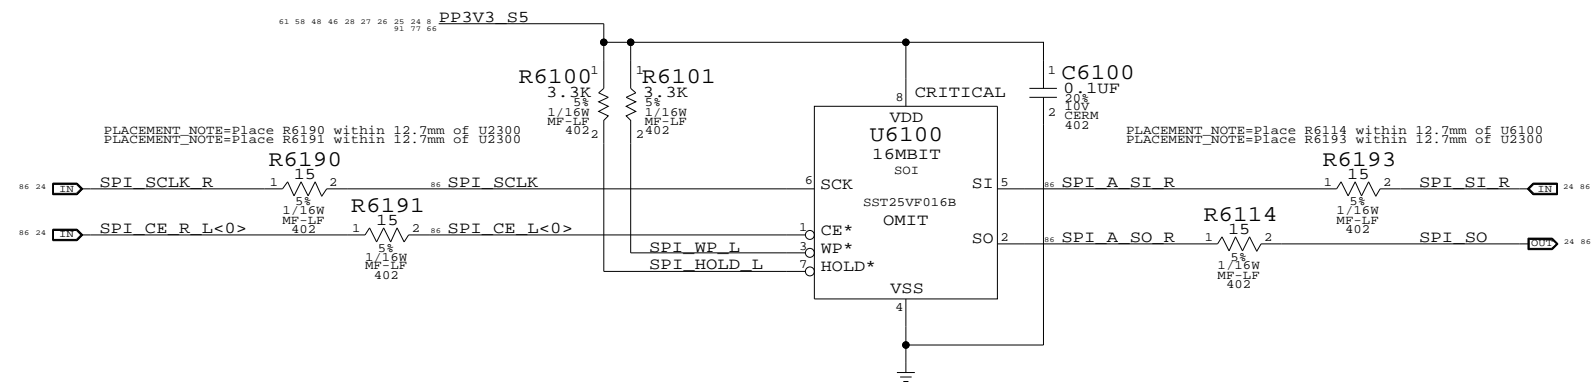 61 58 48 46 28 27 26 25 24 8 PP3V3_S5
91 77 66
R6100
3.3K
5%
1/16W
MF-LF
402
1
2
R6101
3.3K
5%
1/16W
MF-LF
402
1
2
CRITICAL
8
VDD
U6100
16MBIT
SOI
SST25VF016B
OMIT
VSS
4
1 C6100
0.1UF
20%
10V
CERM
402
2
PLACEMENT_NOTE=Place R6190 within 12.7mm of U2300
PLACEMENT_NOTE=Place R6191 within 12.7mm of U2300
PLACEMENT_NOTE=Place R6114 within 12.7mm of U6100
PLACEMENT_NOTE=Place R6193 within 12.7mm of U2300
86 24 IN SPI_SCLK_R
R6190
1 15 2
5%
1/16W
MF-LF
402
86 SPI_SCLK
6 SCK
86 24 IN SPI_CE_R_L<0>
R6191
1 15 2
5%
1/16W
MF-LF
402
86 SPI_CE_L<0>
1 CE*
SPI_WP_L
3 WP*
SPI_HOLD_L
7 HOLD*
SI 5
86 SPI_A_SI_R
R6193
1 15 2
5%
1/16W
MF-LF
402
SPI_SI_R IN 24 86
SO 2
86 SPI_A_SO_R
R6114
1 15 2
5%
1/16W
MF-LF
402
SPI_SO OUT 24 86